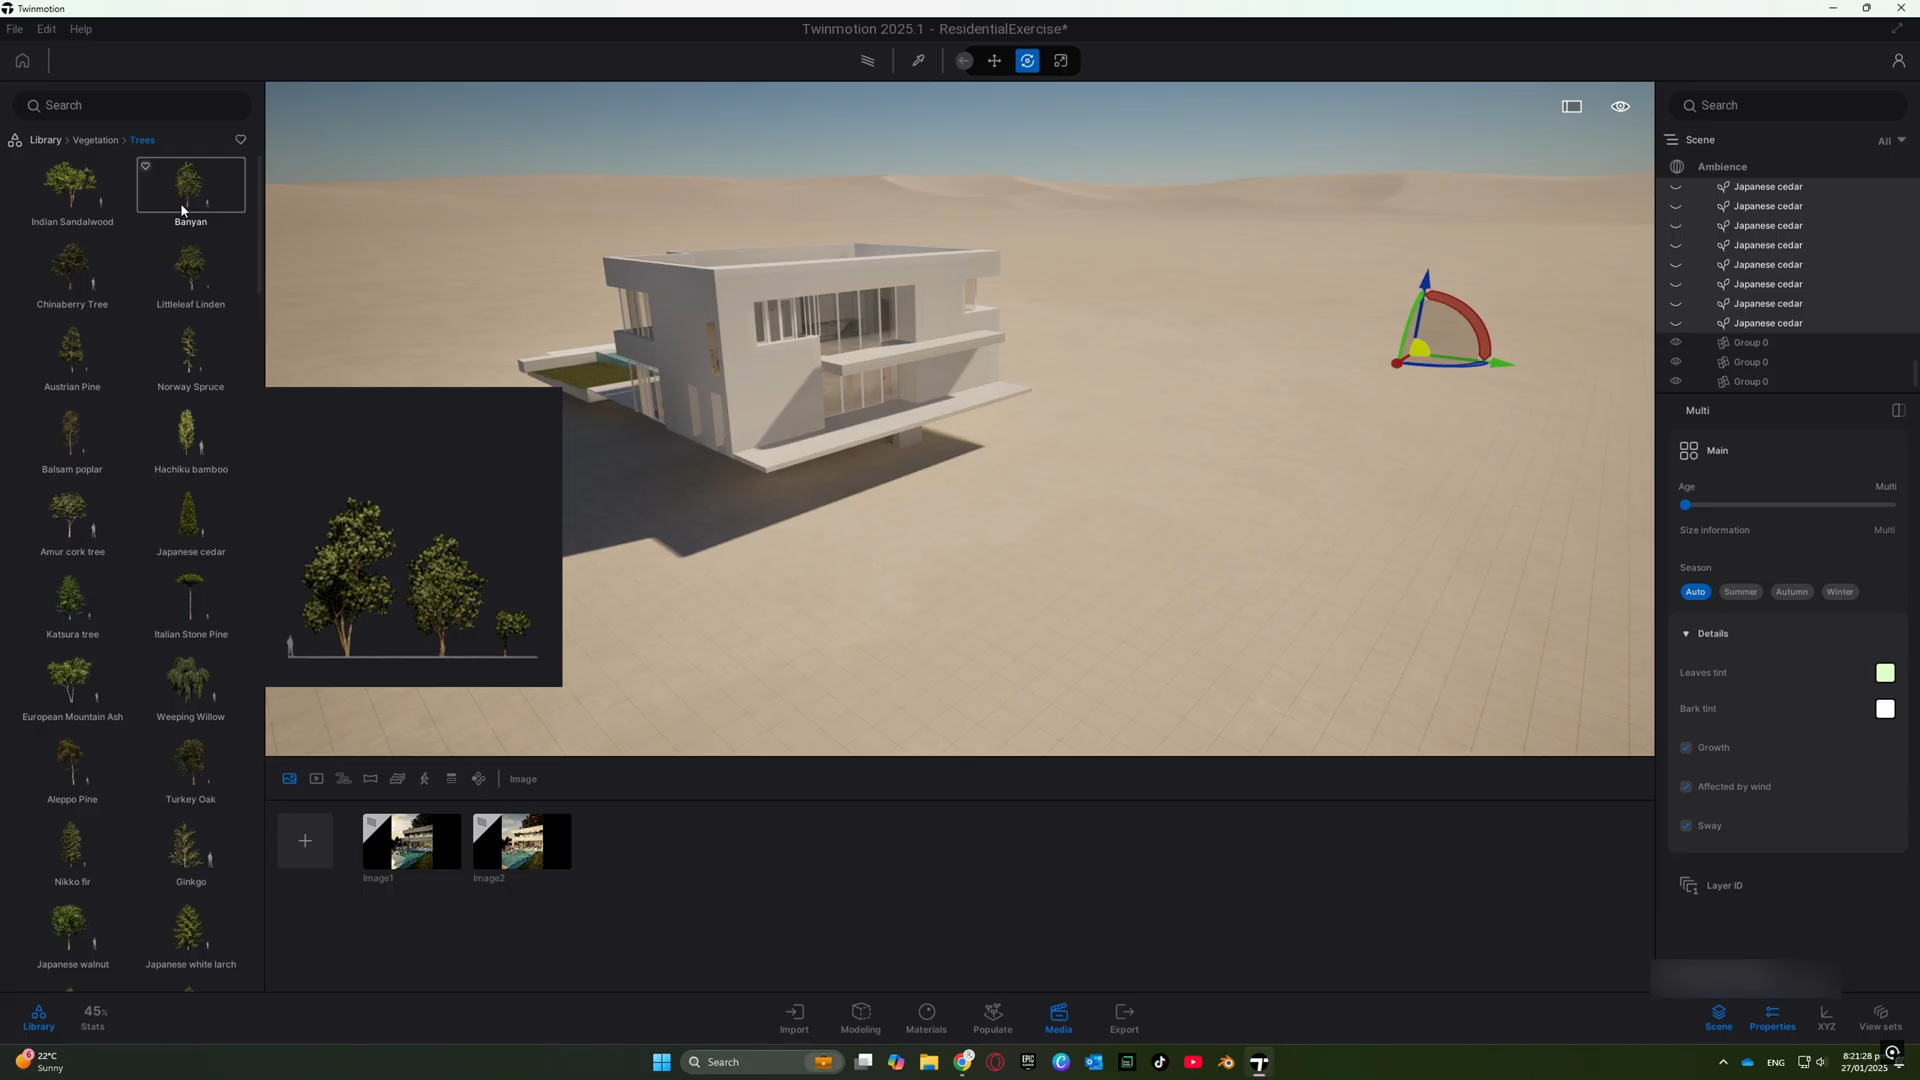 Twinmotion
File Edit Help
Twinmotion 2025.1 - ResidentialExercise*
Search
Library > Vegetation > Trees
Indian Sandalwood
Banyan
Chinaberry Tree
Littleleaf Linden
Austrian Pine
Norway Spruce
Balsam poplar
Hachiku bamboo
Amur cork tree
Japanese cedar
Katsura tree
Italian Stone Pine
European Mountain Ash
Weeping Willow
Aleppo Pine
Turkey Oak
Nikko fir
Ginkgo
Japanese walnut
Japanese white larch
Image
Image1
Image2
Search
Scene
All
Ambience
Japanese cedar
Japanese cedar
Japanese cedar
Japanese cedar
Japanese cedar
Japanese cedar
Japanese cedar
Japanese cedar
Group 0
Group 0
Group 0
Multi
Main
Age Multi
Size information Multi
Season
Auto Summer Autumn Winter
Details
Leaves tint
Bark tint
Growth
Affected by wind
Sway
Layer ID
Library
45%
Stats
Import
Modeling
Materials
Populate
Media
Export
Scene
Properties
XYZ
View sets
6
22°C
Sunny
Search
EPIC
ENG
8:21:28 p
27/01/2025